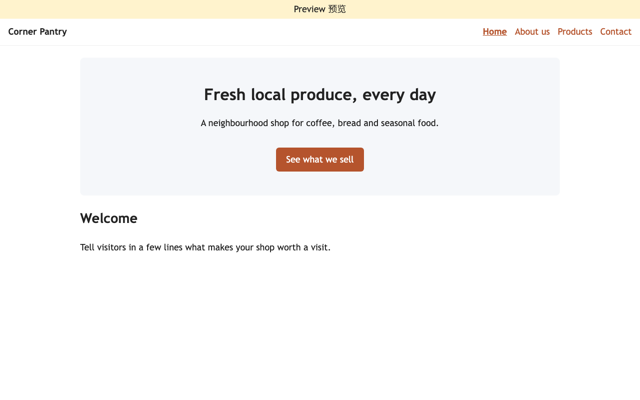 Preview 预览
Corner Pantry
Home About us Products Contact
Fresh local produce, every day
A neighbourhood shop for coffee, bread and seasonal food.
See what we sell
Welcome
Tell visitors in a few lines what makes your shop worth a visit.